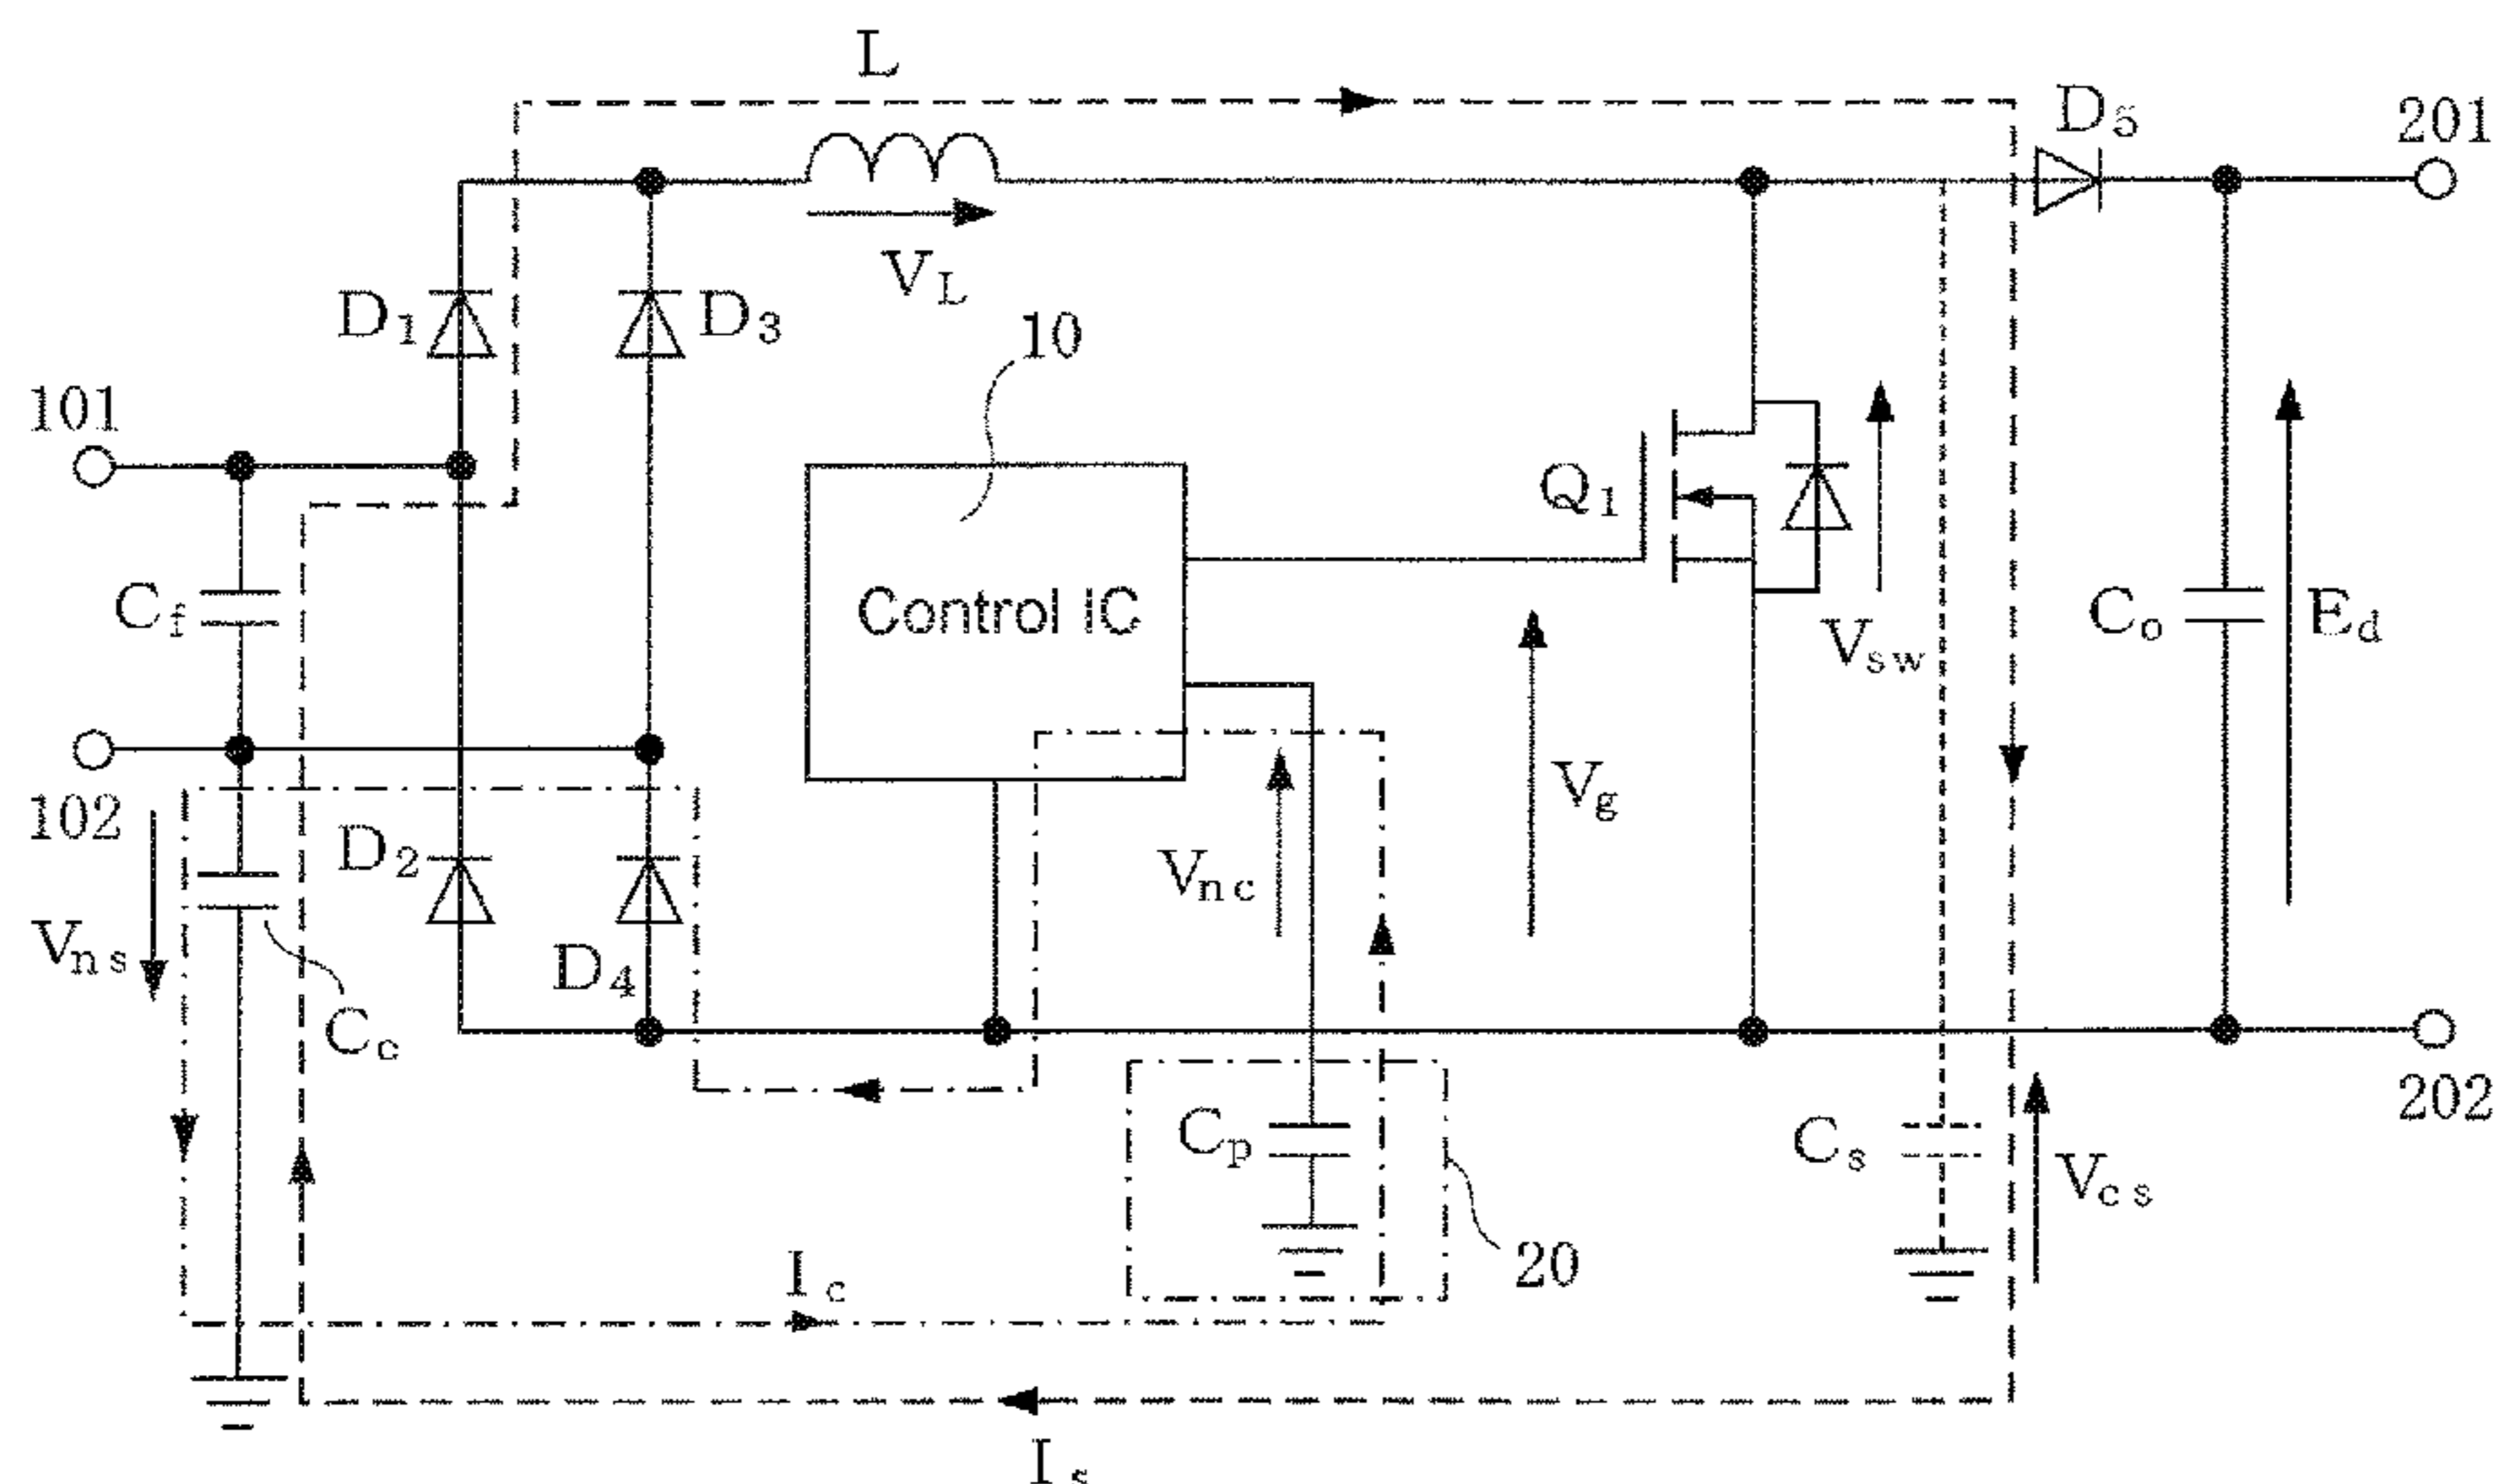 L
D5
201
VL
D1
D3
10
101
Q1
Cf
Control IC
Vsw
Co
Ed
102
Vg
D2
Vnc
Vns
D4
Cc
Cp
Cs
202
Vcs
20
Ic
Is